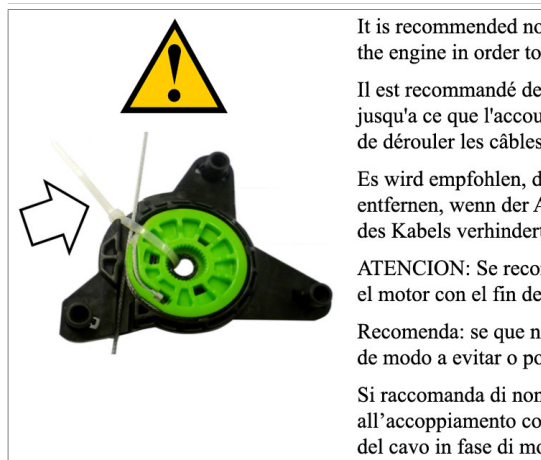 It is recommended no
the engine in order to
Il est recommandé de
jusqu'a ce que l'accou
de dérouler les câbles
Es wird empfohlen, d
entfernen, wenn der A
des Kabels verhindert
ATENCION: Se reco
el motor con el fin de
Recomenda: se que n
de modo a evitar o po
Si raccomanda di non
all’accoppiamento co
del cavo in fase di mo